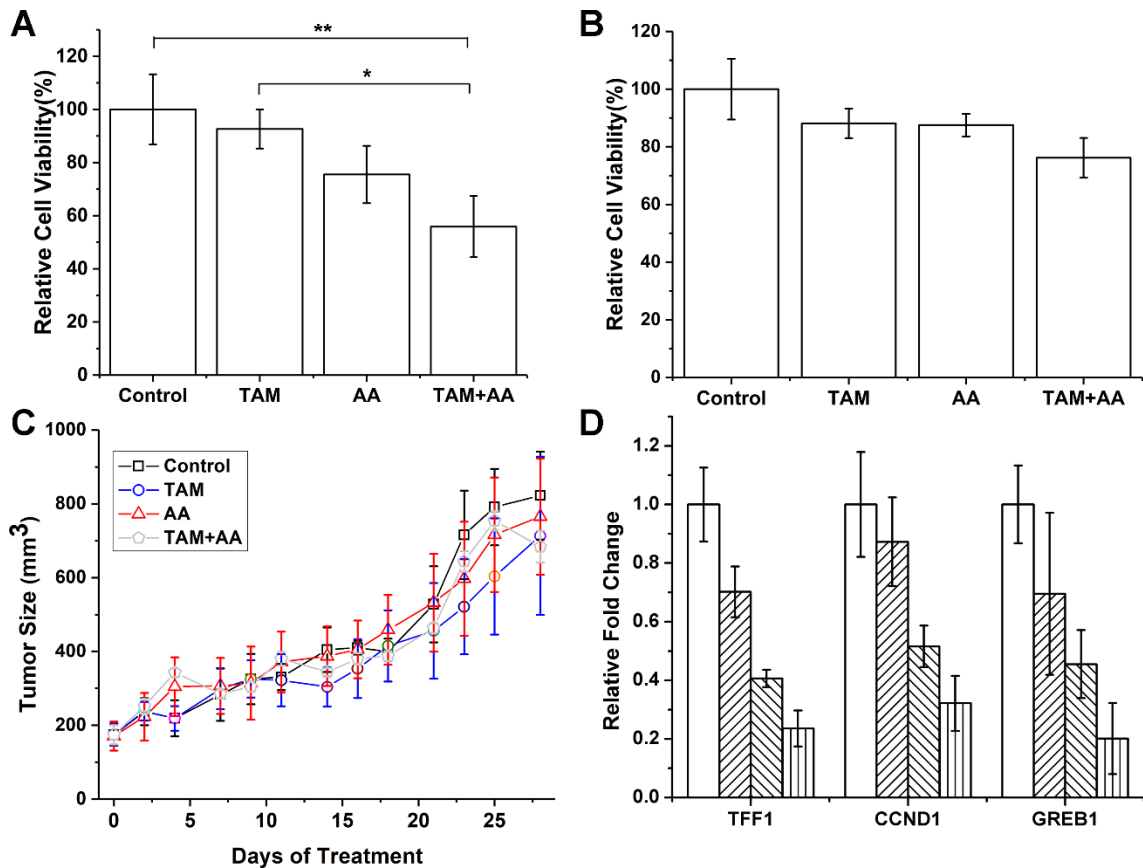 A
Relative Cell Viability(%)
120
100
80
60
40
20
0
**
*
Control TAM AA TAM+AA
B
Relative Cell Viability(%)
120
100
80
60
40
20
0
Control TAM AA TAM+AA
C
Tumor Size (mm3)
1000
800
600
400
200
0
Control
TAM
AA
TAM+AA
0 5 10 15 20 25
Days of Treatment
D
Relative Fold Change
1.2
1.0
0.8
0.6
0.4
0.2
0.0
TFF1 CCND1 GREB1